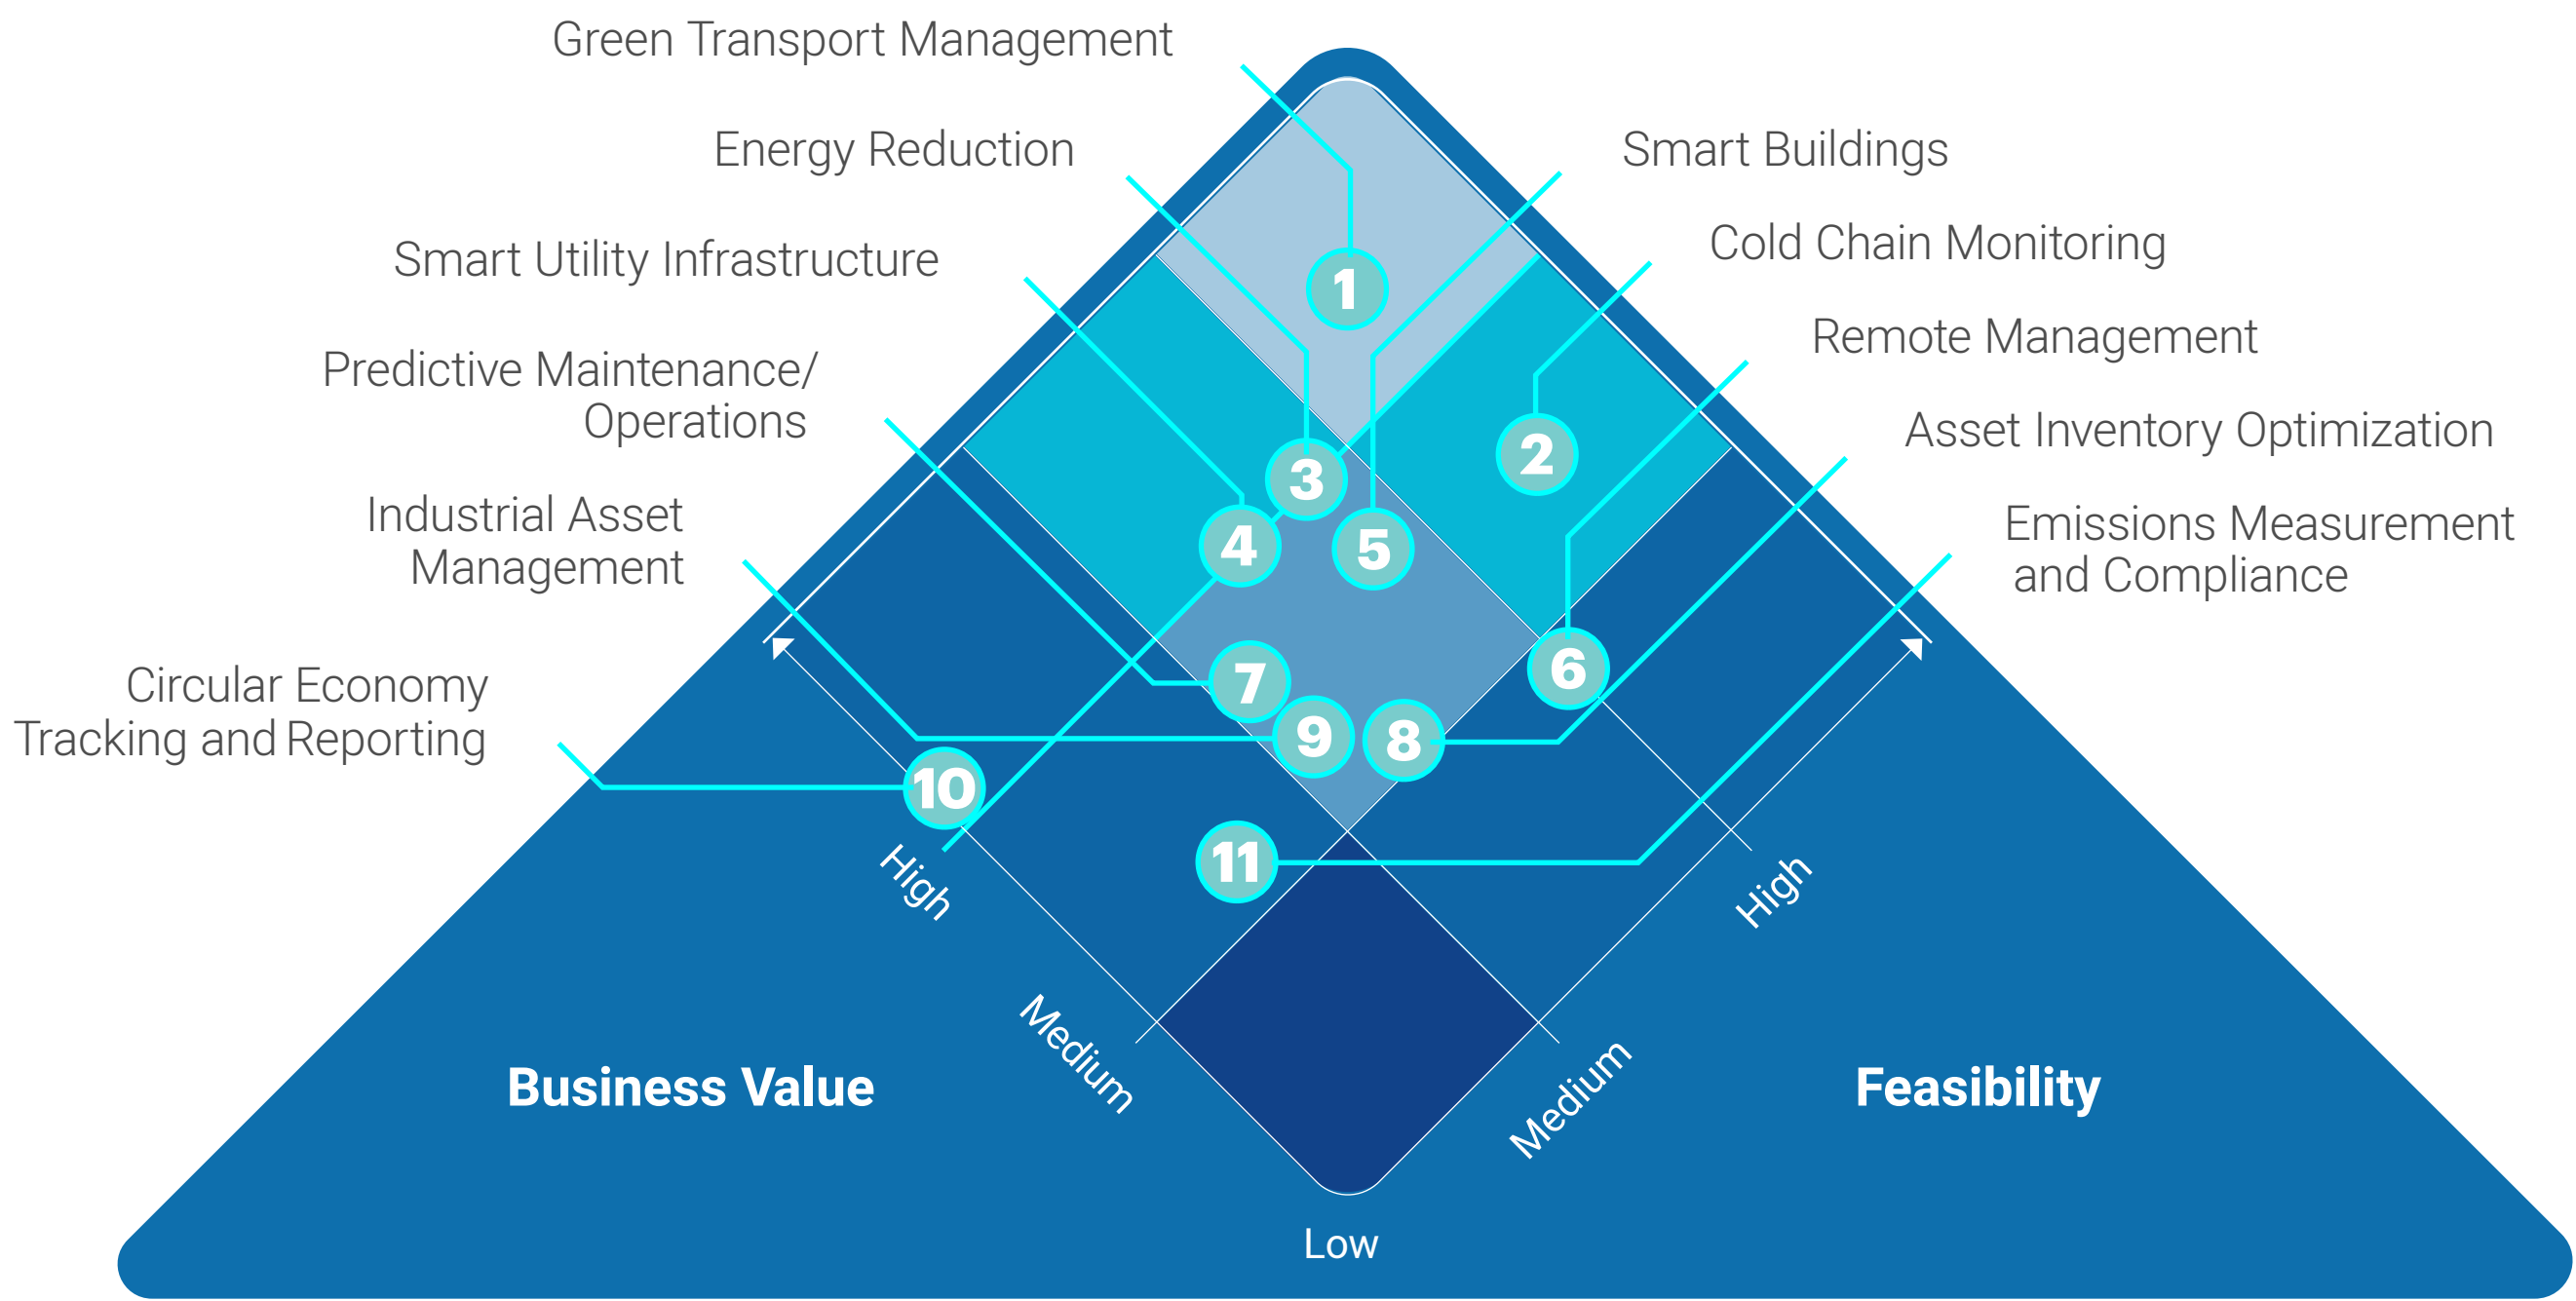 Green Transport Management
Energy Reduction
Smart Utility Infrastructure
Predictive Maintenance/
Operations
Industrial Asset
Management
Circular Economy
Tracking and Reporting
Smart Buildings
Cold Chain Monitoring
Remote Management
Asset Inventory Optimization
Emissions Measurement
and Compliance
1
2
3
4
5
6
7
9
8
10
11
High
Medium
High
Medium
Business Value
Feasibility
Low